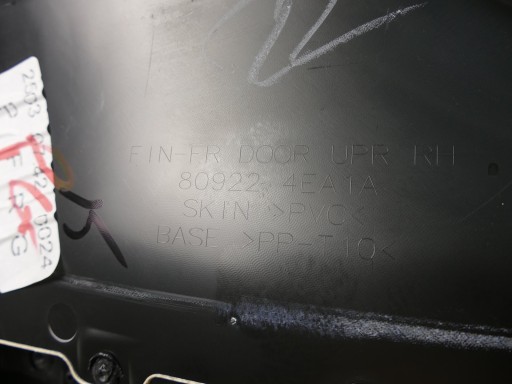 FIN-FR DOOR UPR RH
80922 4EA1A
SKIN >PVC<
BASE >PP-T10<